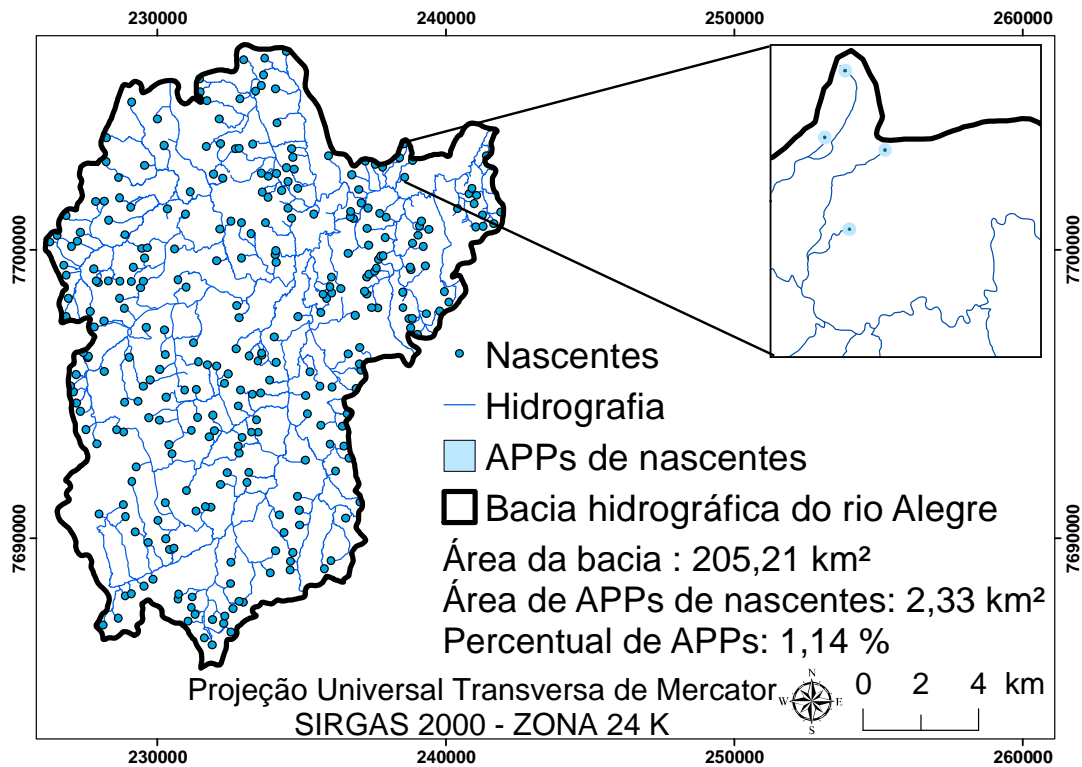 230000 240000 250000 260000
7700000 7700000
Nascentes
Hidrografia
APPs de nascentes
Bacia hidrográfica do rio Alegre
7690000 7690000
Área da bacia : 205,21 km²
Área de APPs de nascentes: 2,33 km²
Percentual de APPs: 1,14 %
Projeção Universal Transversa de Mercator
SIRGAS 2000 - ZONA 24 K
N
W E
S
0 2 4 km
230000 240000 250000 260000